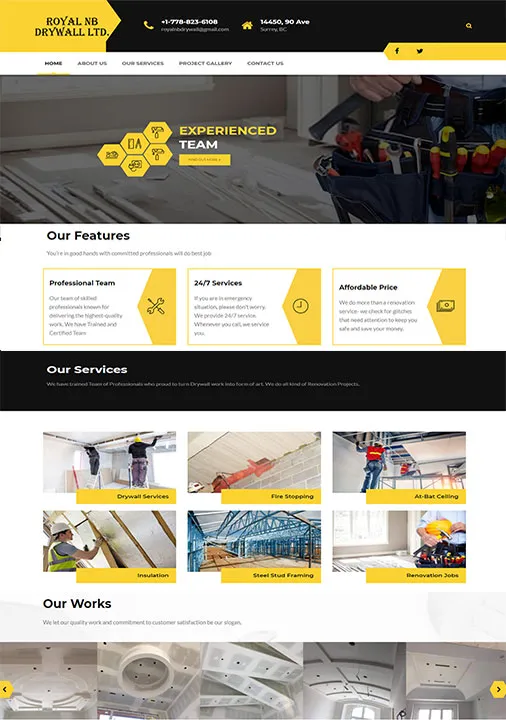 ROYAL NB
DRYWALL LTD.
+1-778-823-6108
royalnbdrywall@gmail.com
14450, 90 Ave
Surrey, BC
HOME ABOUT US OUR SERVICES PROJECT GALLERY CONTACT US
EXPERIENCED
TEAM
FIND OUT MORE
Our Features
You're in good hands with committed professionals will do best job
Professional Team
Our team of skilled
professionals known for
delivering the highest-quality
work. We have Trained and
Certified Team
24/7 Services
If you are in emergency
situation, please don't worry.
We provide 24/7 service.
Whenever you call, we service
you.
Affordable Price
We do more than a renovation
service- we check for glitches
that need attention to keep you
safe and save your money.
Our Services
We have trained Team of Professionals who proud to turn Drywall work into form of art. We do all kind of Renovation Projects.
Drywall Services
Fire Stopping
At-Bat Ceiling
Insulation
Steel Stud Framing
Renovation Jobs
Our Works
We let our quality work and commitment to customer satisfaction be our slogan.